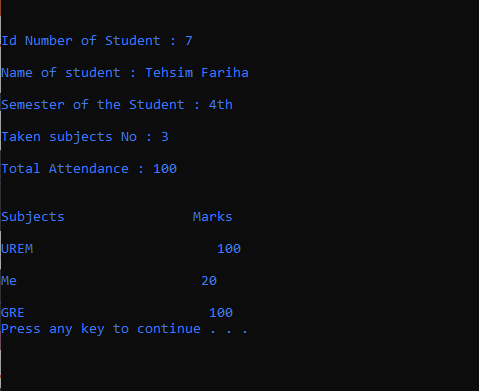 Id Number of Student : 7
Name of student : Tehsim Fariha
Semester of the Student : 4th
Taken subjects No : 3
Total Attendance : 100
Subjects Marks
UREM 100
Me 20
GRE 100
Press any key to continue . . .